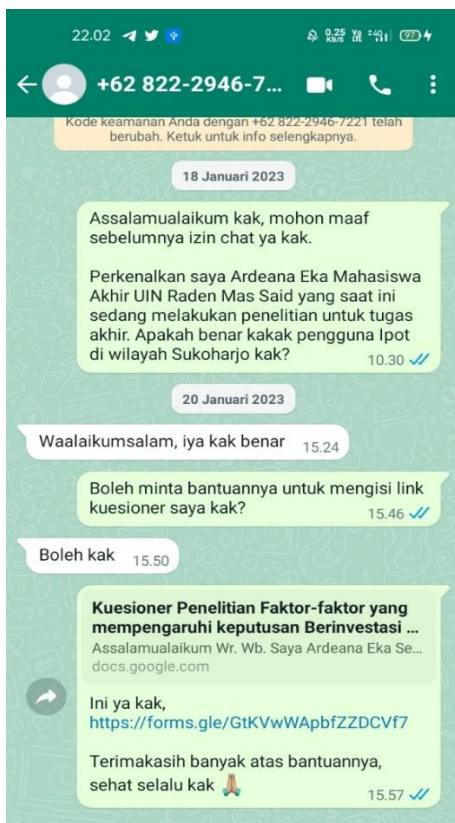 22.02
0.25 KB/S
Vo LTE
4G
97
+62 822-2946-7...
Kode keamanan Anda dengan +62 822-2946-7221 telah
berubah. Ketuk untuk info selengkapnya.
18 Januari 2023
Assalamualaikum kak, mohon maaf
sebelumnya izin chat ya kak.
Perkenalkan saya Ardeana Eka Mahasiswa
Akhir UIN Raden Mas Said yang saat ini
sedang melakukan penelitian untuk tugas
akhir. Apakah benar kakak pengguna Ipot
di wilayah Sukoharjo kak?
10.30
20 Januari 2023
Waalaikumsalam, iya kak benar
15.24
Boleh minta bantuannya untuk mengisi link
kuesioner saya kak?
15.46
Boleh kak
15.50
Kuesioner Penelitian Faktor-faktor yang
mempengaruhi keputusan Berinvestasi ...
Assalamualaikum Wr. Wb. Saya Ardeana Eka Se...
docs.google.com
Ini ya kak,
https://forms.gle/GtKVwWApbfZZDCVf7
Terimakasih banyak atas bantuannya,
sehat selalu kak 🙏🏼
15.57